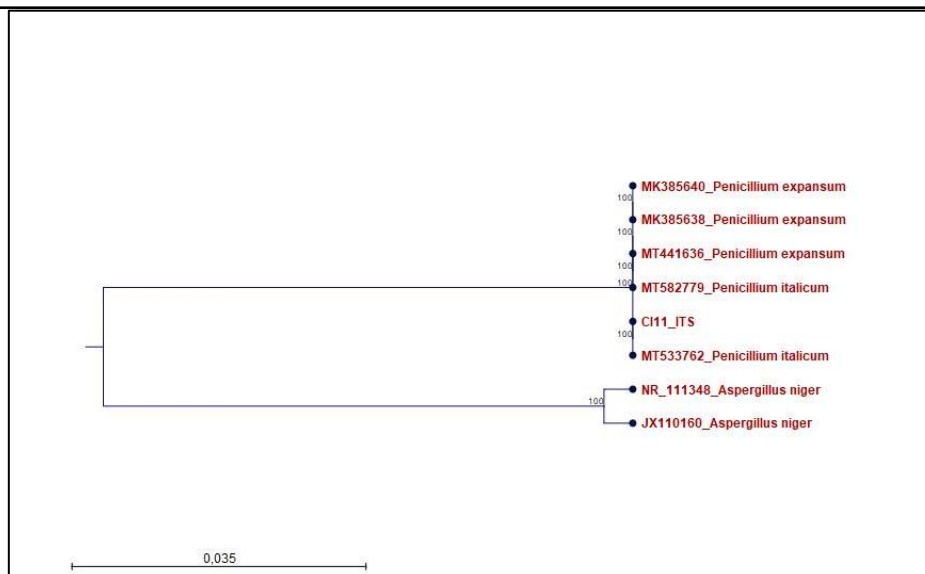 MK385640_Penicillium expansum
100
MK385638_Penicillium expansum
100
MT441636_Penicillium expansum
100
100
MT582779_Penicillium italicum
CI11_ITS
100
MT533762_Penicillium italicum
NR_111348_Aspergillus niger
100
JX110160_Aspergillus niger
0,035